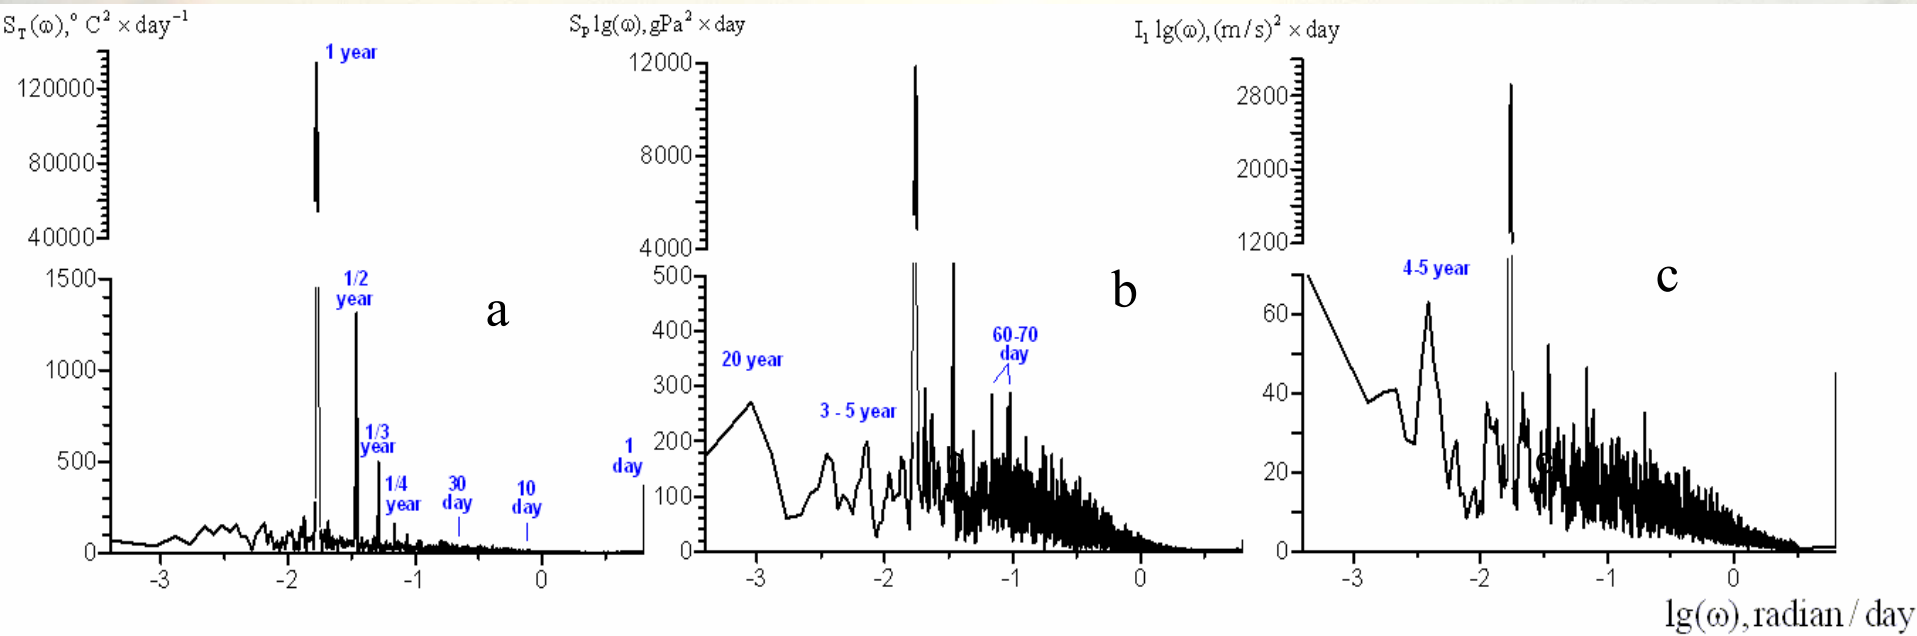 S_T(ω),° C² × day⁻¹
1 year
120000
80000
40000
1500
1000
500
0
1/2
year
1/3
year
1/4
year
30
day
10
day
1
day
a
-3
-2
-1
0
S_p lg(ω), gPa² × day
12000
8000
4000
500
400
300
200
100
0
20 year
3 - 5 year
60-70
day
b
-3
-2
-1
0
I₁ lg(ω), (m/s)² × day
2800
2000
1200
60
40
20
0
4-5 year
c
-3
-2
-1
0
lg(ω), radian / day